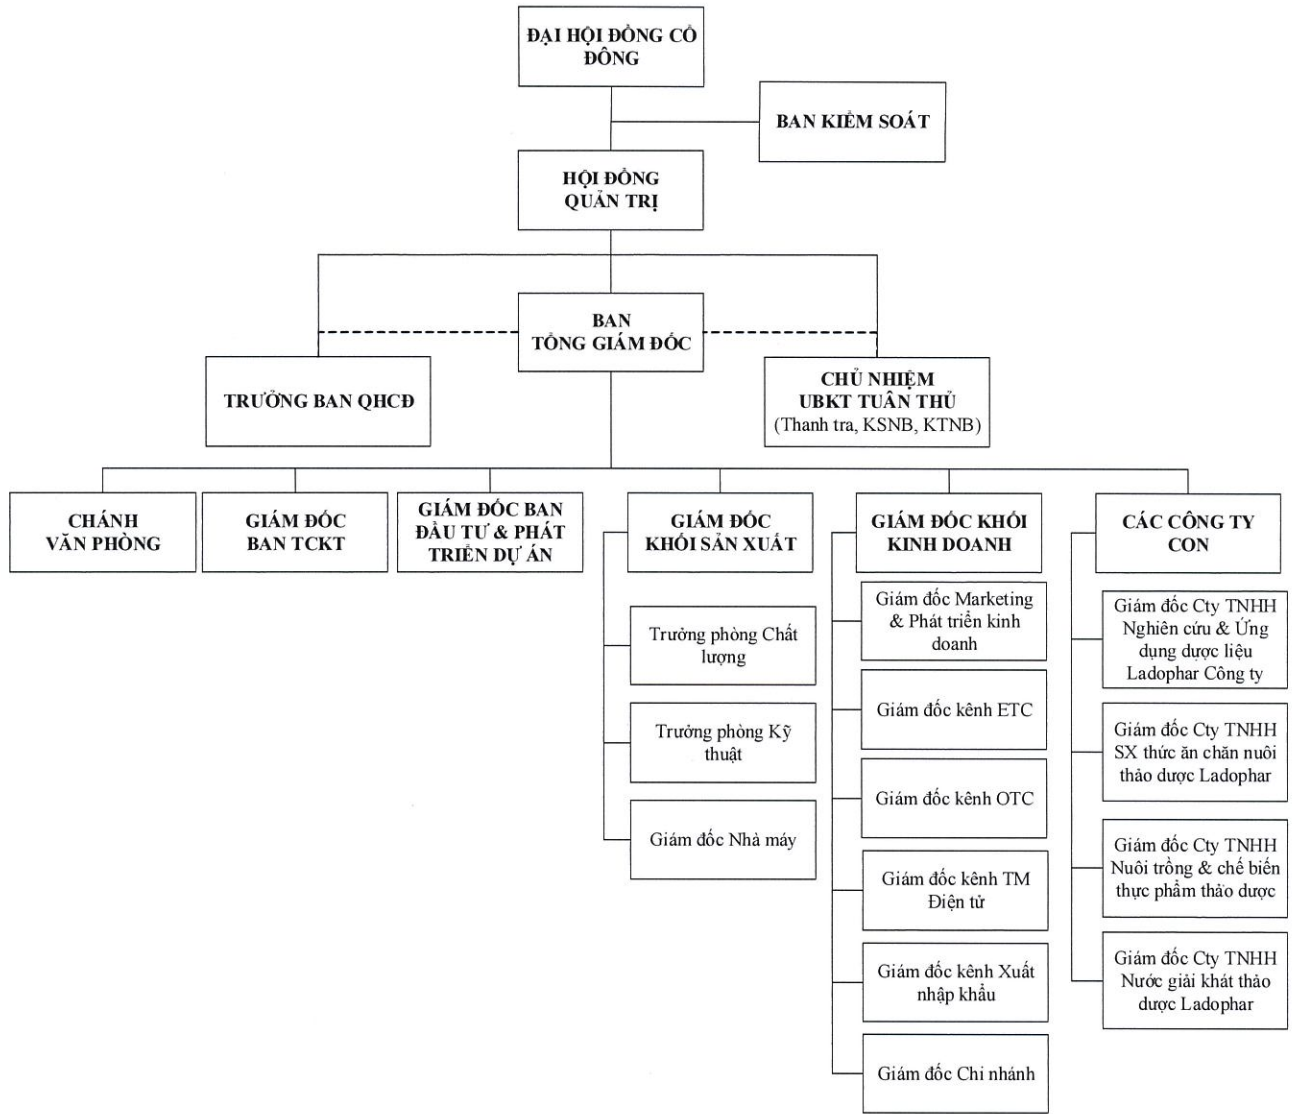 ĐẠI HỘI ĐỒNG CỔ
ĐÔNG
BAN KIỂM SOÁT
HỘI ĐỒNG
QUẢN TRỊ
BAN
TỔNG GIÁM ĐỐC
TRƯỞNG BAN QHCĐ
CHỦ NHIỆM
UBKT TUÂN THỦ
(Thanh tra, KSNB, KTNB)
CHÁNH
VĂN PHÒNG
GIÁM ĐỐC
BAN TCKT
GIÁM ĐỐC BAN
ĐẦU TƯ & PHÁT
TRIỂN DỰ ÁN
GIÁM ĐỐC
KHỐI SẢN XUẤT
GIÁM ĐỐC KHỐI
KINH DOANH
CÁC CÔNG TY
CON
Trưởng phòng Chất
lượng
Trưởng phòng Kỹ
thuật
Giám đốc Nhà máy
Giám đốc Marketing
& Phát triển kinh
doanh
Giám đốc kênh ETC
Giám đốc kênh OTC
Giám đốc kênh TM
Điện tử
Giám đốc kênh Xuất
nhập khẩu
Giám đốc Chi nhánh
Giám đốc Cty TNHH
Nghiên cứu & Ứng
dụng dược liệu
Ladophar Công ty
Giám đốc Cty TNHH
SX thức ăn chăn nuôi
thảo dược Ladophar
Giám đốc Cty TNHH
Nuôi trồng & chế biến
thực phẩm thảo dược
Giám đốc Cty TNHH
Nước giải khát thảo
dược Ladophar